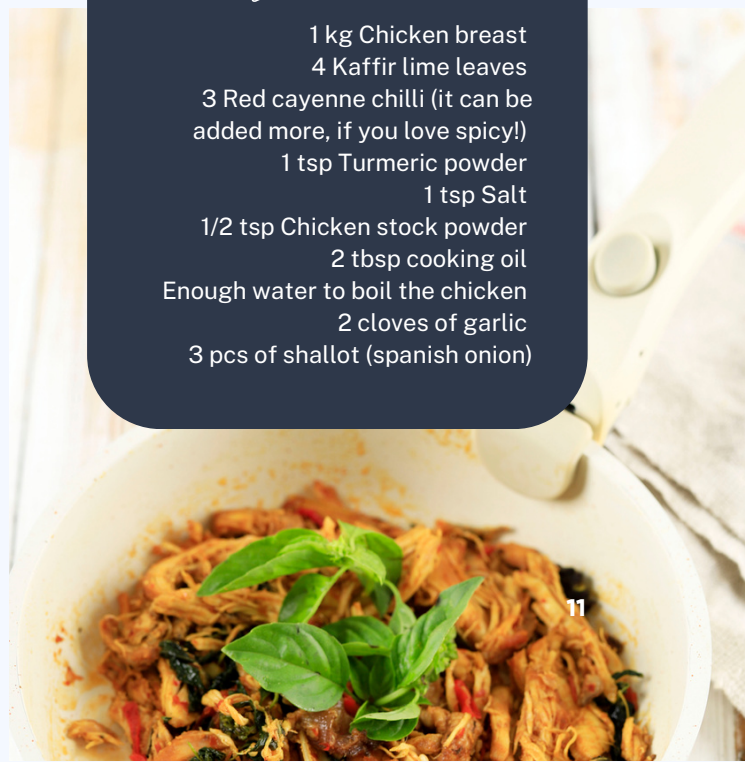 1 kg Chicken breast
4 Kaffir lime leaves
3 Red cayenne chilli (it can be
added more, if you love spicy!)
1 tsp Turmeric powder
1 tsp Salt
1/2 tsp Chicken stock powder
2 tbsp cooking oil
Enough water to boil the chicken
2 cloves of garlic
3 pcs of shallot (spanish onion)
11